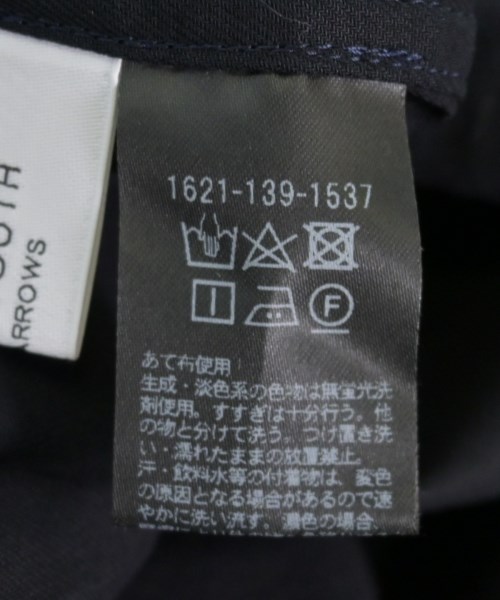 ARROWS
1621-139-1537
F
あて布使用
生成・淡色系の色物は無蛍光洗
剤使用。すすぎは十分行う。他
の物と分けて洗う。つけ置き洗
い・濡れたままの放置禁止。
汗・飲料水等の付着物は、変色
の原因となる場合があるので速
やかに洗い流す。濃色の場合、